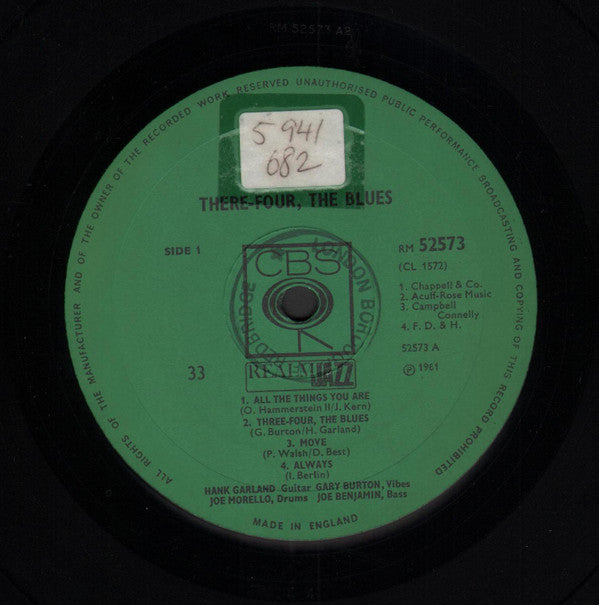 RM 52573 A2
ALL RIGHTS OF THE MANUFACTURER AND OF THE OWNER OF THE RECORDED WORK RESERVED UNAUTHORISED PUBLIC PERFORMANCE BROADCASTING AND COPYING OF THIS RECORD PROHIBITED
5 941
682
THERE-FOUR, THE BLUES
SIDE 1
RM 52573
(CL 1572)
CBS
LONDON BOROUGH
REDBRIDGE
1. Chappell & Co.
2. Acuff-Rose Music
3. Campbell
Connelly
4. F. D. & H.
52573 A
℗ 1961
33
REALM JAZZ
1. ALL THE THINGS YOU ARE
(O. Hammerstein II/J. Kern)
2. THREE-FOUR, THE BLUES
(G. Burton/H. Garland)
3. MOVE
(P. Walsh/D. Best)
4. ALWAYS
(I. Berlin)
HANK GARLAND Guitar GARY BURTON, Vibes
JOE MORELLO, Drums JOE BENJAMIN, Bass
MADE IN ENGLAND